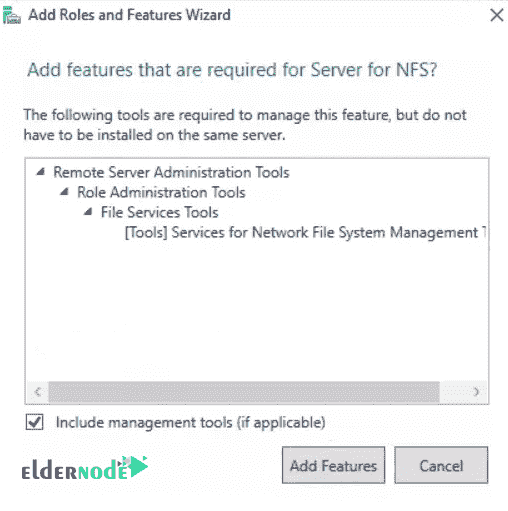 Add Roles and Features Wizard
Add features that are required for Server for NFS?
The following tools are required to manage this feature, but do not
have to be installed on the same server.
Remote Server Administration Tools
Role Administration Tools
File Services Tools
[Tools] Services for Network File System Management T
Include management tools (if applicable)
elderNode
Add Features
Cancel